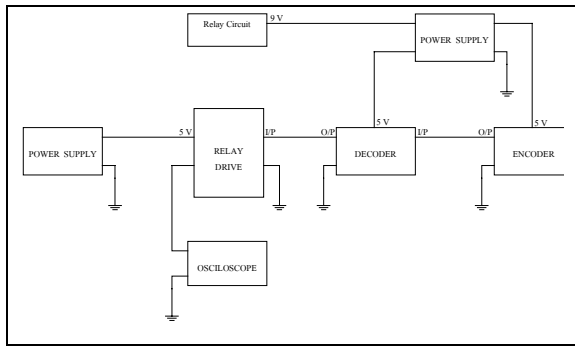 Relay Circuit
9 V
POWER SUPPLY
5 V
5 V
5 V
I/P
O/P
I/P
O/P
POWER SUPPLY
RELAY
DRIVE
DECODER
ENCODER
OSCILOSCOPE